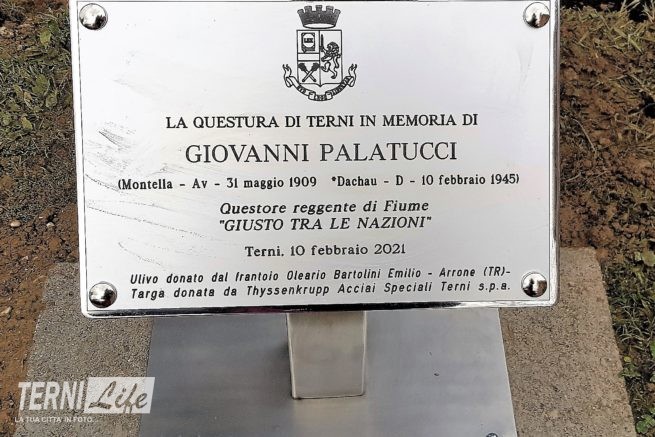 LEX
LA QUESTURA DI TERNI IN MEMORIA DI
GIOVANNI PALATUCCI
(Montella - Av - 31 maggio 1909 *Dachau - D - 10 febbraio 1945)
Questore reggente di Fiume
"GIUSTO TRA LE NAZIONI"
Terni, 10 febbraio 2021
Ulivo donato dal frantoio Oleario Bartolini Emilio - Arrone (TR)-
Targa donata da Thyssenkrupp Acciai Speciali Terni s.p.a.
TERNI Life
LA TUA CITTÀ IN FOTO...